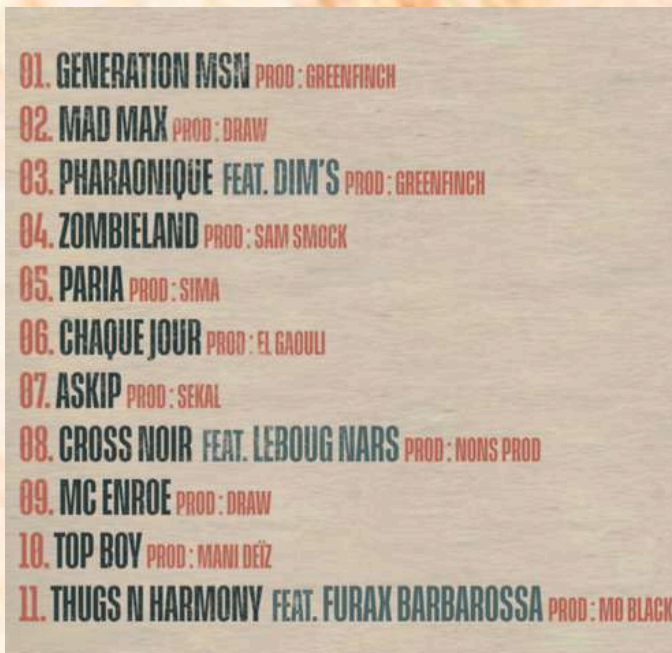 01. GENERATION MSN PROD : GREENFINCH
02. MAD MAX PROD : DRAW
03. PHARAONIQUE FEAT. DIM'S PROD : GREENFINCH
04. ZOMBIELAND PROD : SAM SMOCK
05. PARIA PROD : SIMA
06. CHAQUE JOUR PROD : EL GAOULI
07. ASKIP PROD : SEKAL
08. CROSS NOIR FEAT. LEBOUG NARS PROD : NONS PROD
09. MC ENROE PROD : DRAW
10. TOP BOY PROD : MANI DEÏZ
11. THUGS N HARMONY FEAT. FURAX BARBAROSSA PROD : MØ BLACK